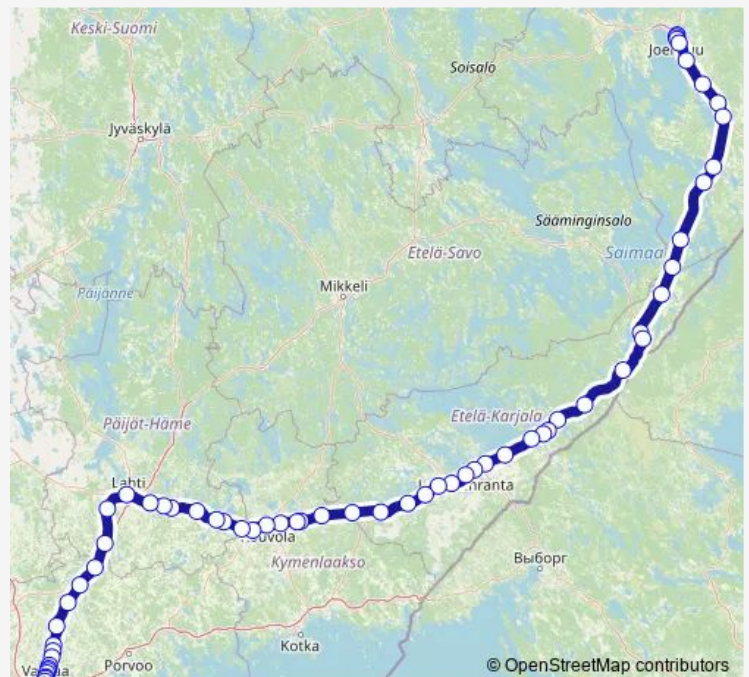 Keski-Suomi
Soisalo
Jyväskylä
Sääminginsalo
Etelä-Savo
Saimaa
Päijänne
Mikkeli
Päijät-Häme
Etelä-Karjala
Lahti
Выборг
Kymenlaakso
Kotka
Porvoo
© OpenStreetMap contributors